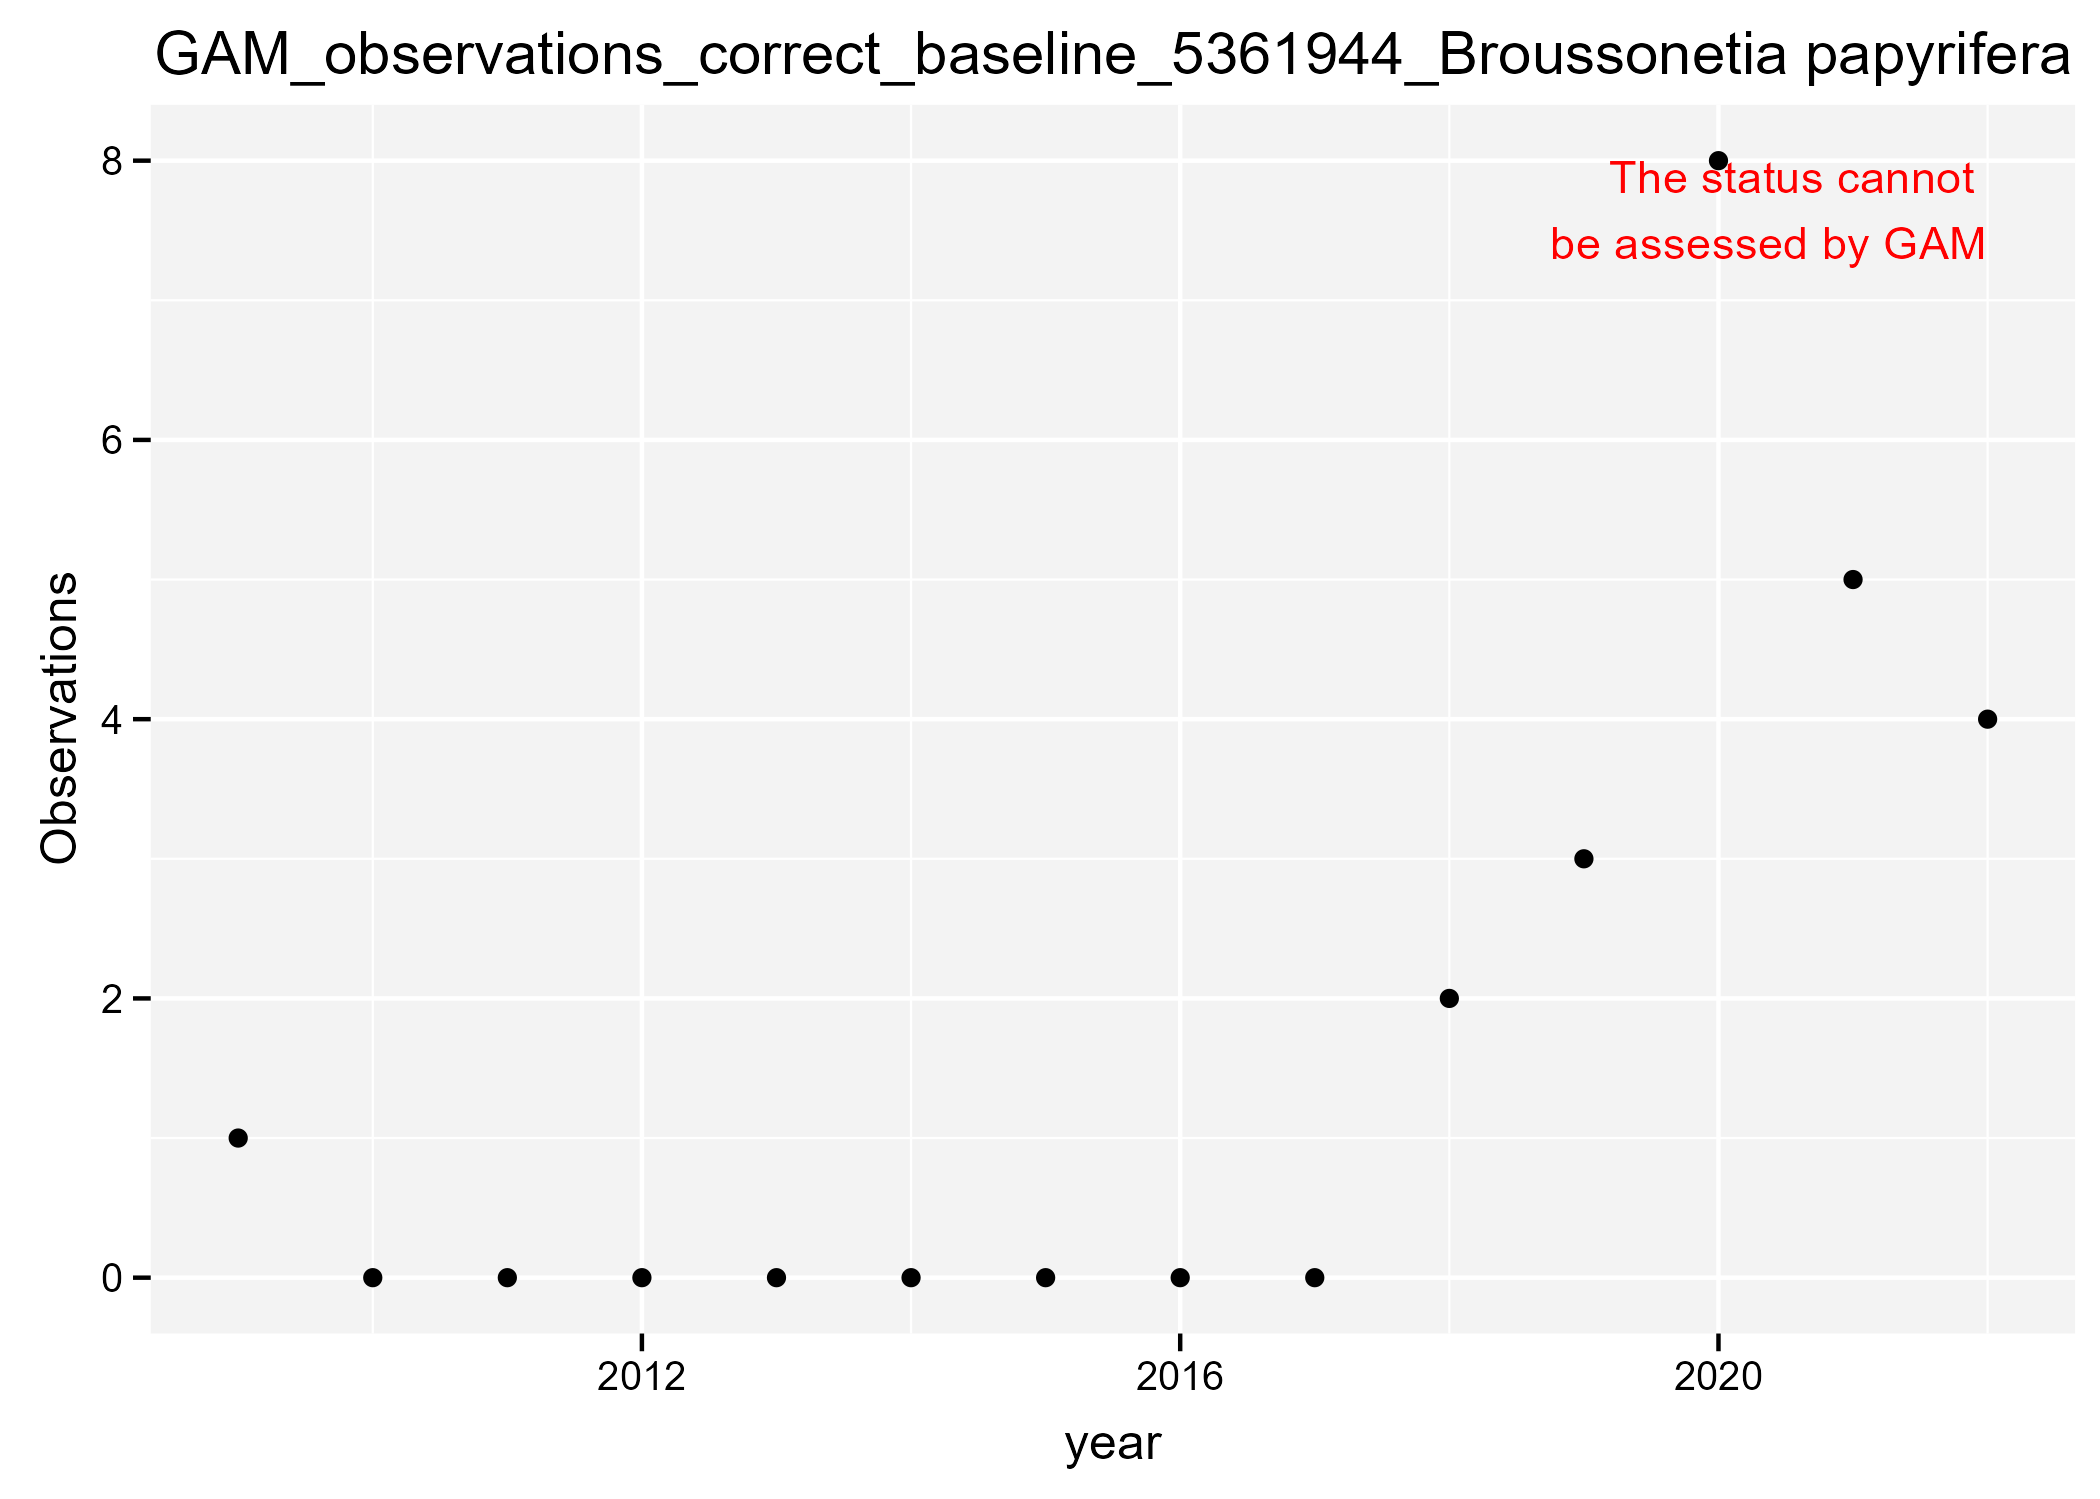 GAM_observations_correct_baseline_5361944_Broussonetia papyrifera
8
The status cannot
be assessed by GAM
6
4
2
0
Observations
2012 2016 2020
year